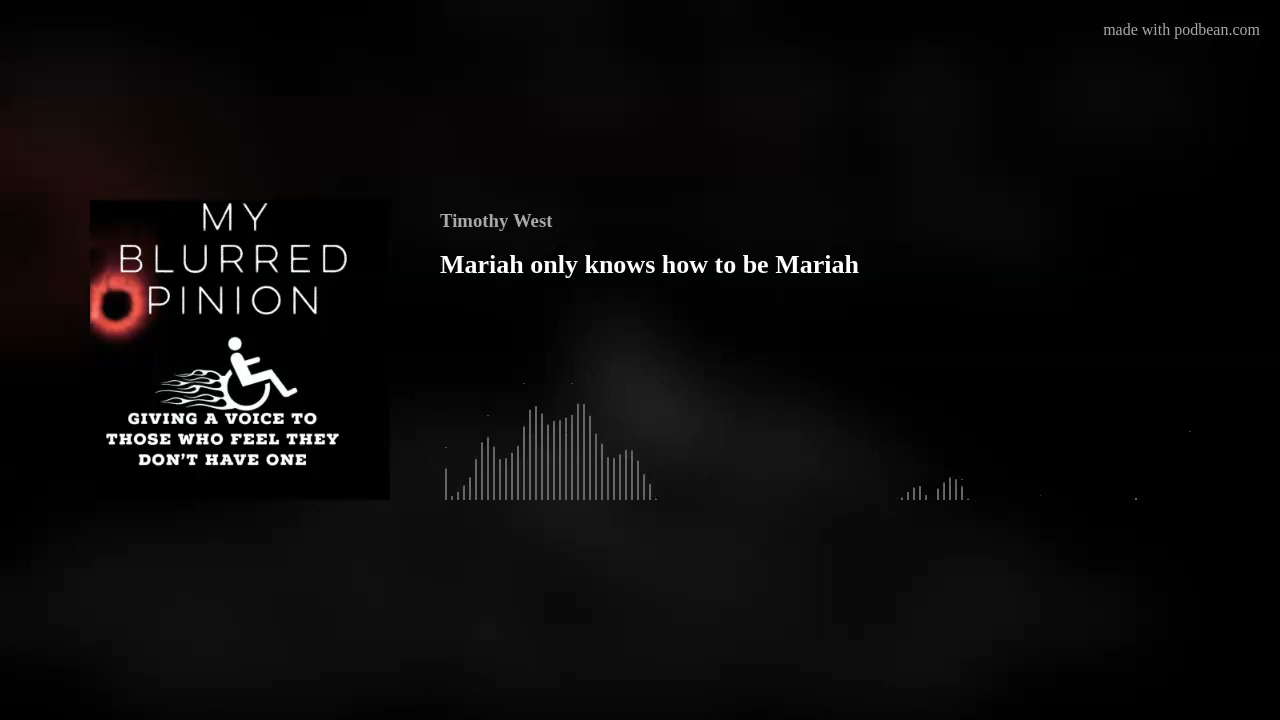 made with podbean.com
MY
BLURRED
OPINION
GIVING A VOICE TO
THOSE WHO FEEL THEY
DON'T HAVE ONE
Timothy West
Mariah only knows how to be Mariah